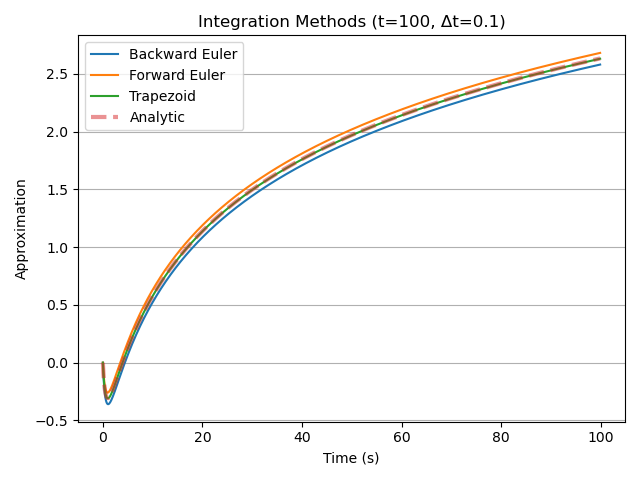 Integration Methods (t=100, Δt=0.1)
Backward Euler
Forward Euler
Trapezoid
Analytic
Approximation
2.5
2.0
1.5
1.0
0.5
0.0
−0.5
0 20 40 60 80 100
Time (s)